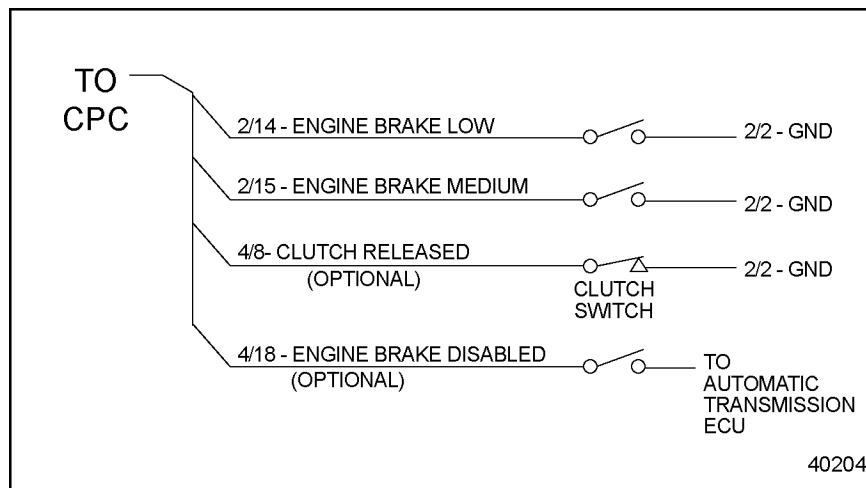 TO
CPC
2/14 - ENGINE BRAKE LOW
2/2 - GND
2/15 - ENGINE BRAKE MEDIUM
2/2 - GND
4/8- CLUTCH RELEASED
(OPTIONAL)
2/2 - GND
CLUTCH
SWITCH
4/18 - ENGINE BRAKE DISABLED
(OPTIONAL)
TO
AUTOMATIC
TRANSMISSION
ECU
40204